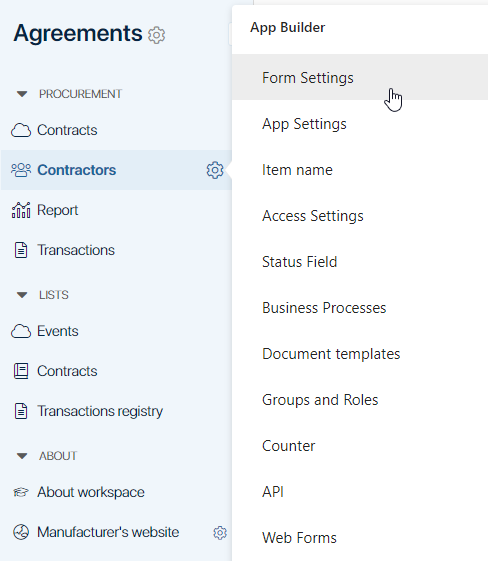 Agreements
PROCUREMENT
Contracts
Contractors
Report
Transactions
LISTS
Events
Contracts
Transactions registry
ABOUT
About workspace
Manufacturer's website
App Builder
Form Settings
App Settings
Item name
Access Settings
Status Field
Business Processes
Document templates
Groups and Roles
Counter
API
Web Forms